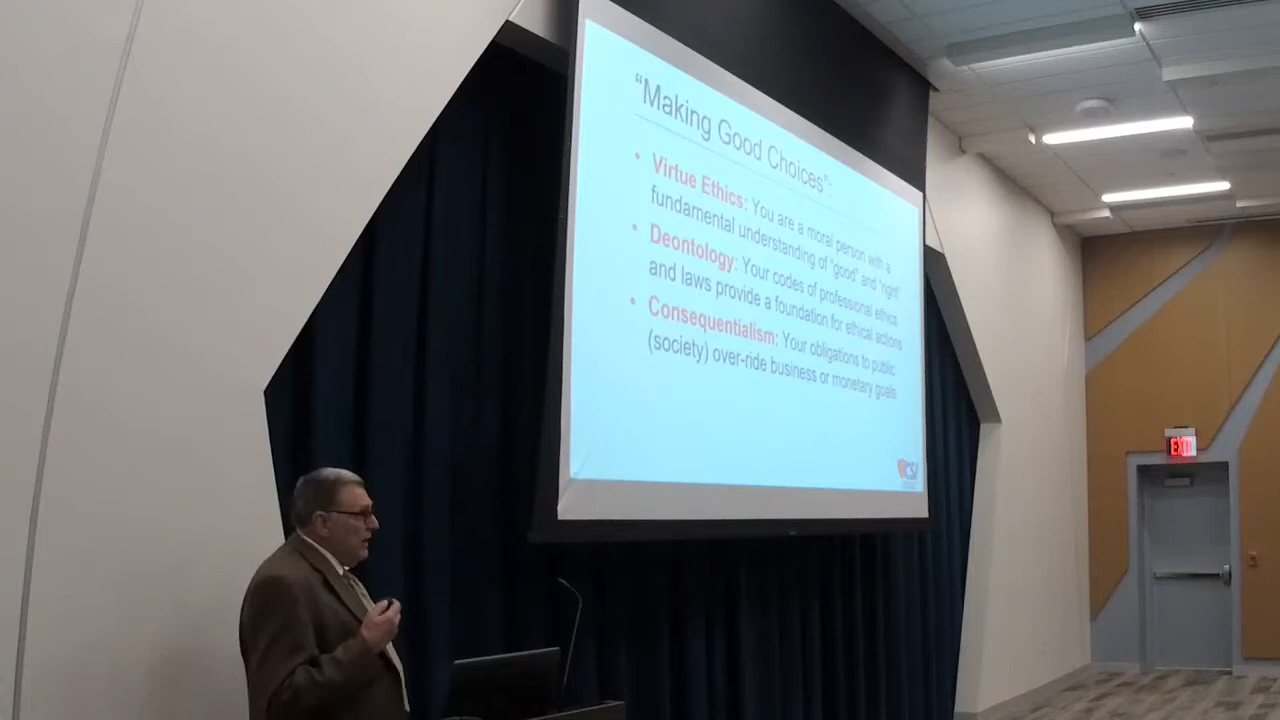 “Making Good Choices”:
• Virtue Ethics: You are a moral person with a
fundamental understanding of “good” and “right”
• Deontology: Your codes of professional ethics
and laws provide a foundation for ethical actions
• Consequentialism: Your obligations to public
(society) over-ride business or monetary goals
CSI
EXIT